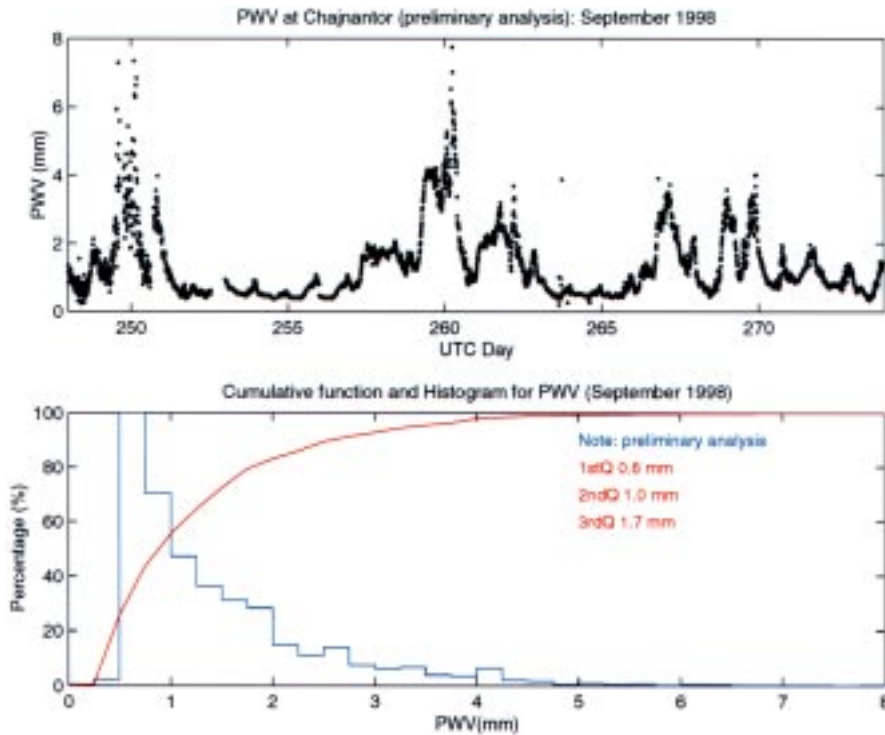 PWV at Chajnantor (preliminary analysis): September 1998
8
6
4
2
0
PWV (mm)
250 255 260 265 270
UTC Day
Cumulative function and Histogram for PWV (September 1998)
100
80
60
40
20
0
Percentage (%)
Note: preliminary analysis
1stQ 0.6 mm
2ndQ 1.0 mm
3rdQ 1.7 mm
0 1 2 3 4 5 6 7 8
PWV(mm)